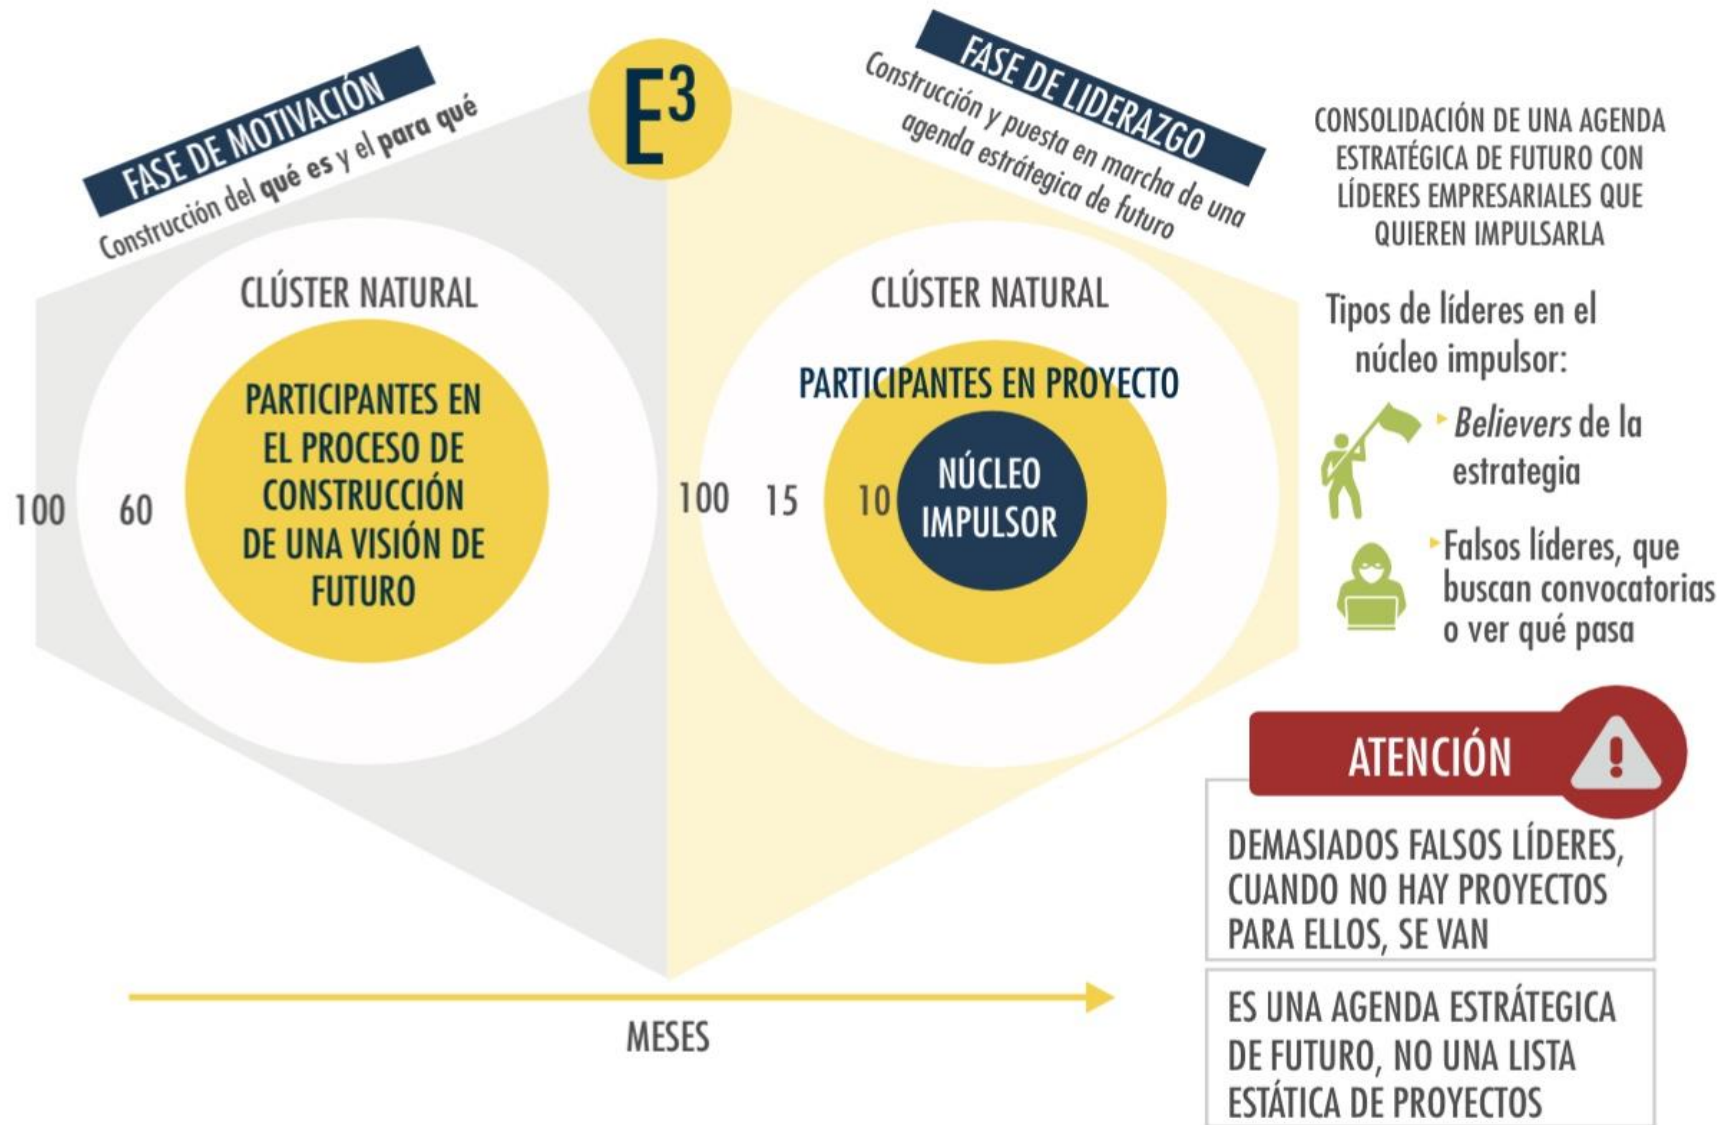 FASE DE MOTIVACIÓN
Construcción del qué es y el para qué
E³
FASE DE LIDERAZGO
Construcción y puesta en marcha de una
agenda estrátegica de futuro
CLÚSTER NATURAL
PARTICIPANTES EN
EL PROCESO DE
CONSTRUCCIÓN
DE UNA VISIÓN DE
FUTURO
100
60
CLÚSTER NATURAL
PARTICIPANTES EN PROYECTO
NÚCLEO
IMPULSOR
100
15
10
MESES
CONSOLIDACIÓN DE UNA AGENDA
ESTRATÉGICA DE FUTURO CON
LÍDERES EMPRESARIALES QUE
QUIEREN IMPULSARLA
Tipos de líderes en el
núcleo impulsor:
Believers de la
estrategia
Falsos líderes, que
buscan convocatorias
o ver qué pasa
ATENCIÓN
DEMASIADOS FALSOS LÍDERES,
CUANDO NO HAY PROYECTOS
PARA ELLOS, SE VAN
ES UNA AGENDA ESTRÁTEGICA
DE FUTURO, NO UNA LISTA
ESTÁTICA DE PROYECTOS